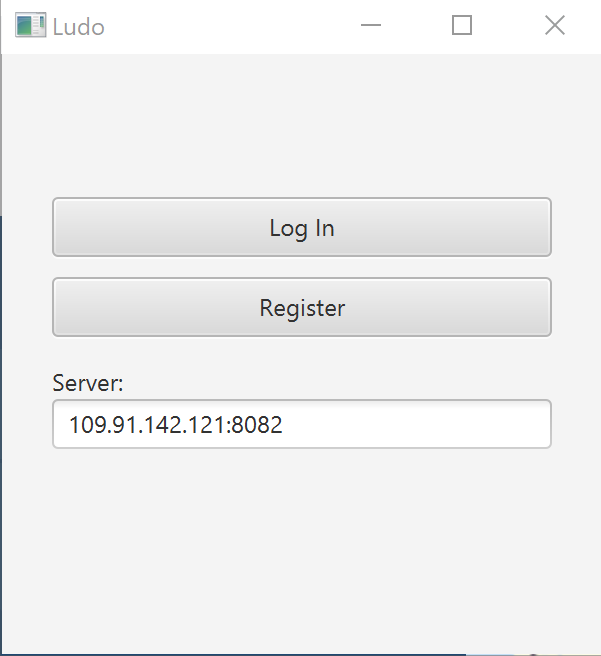 Ludo
Log In
Register
Server:
109.91.142.121:8082